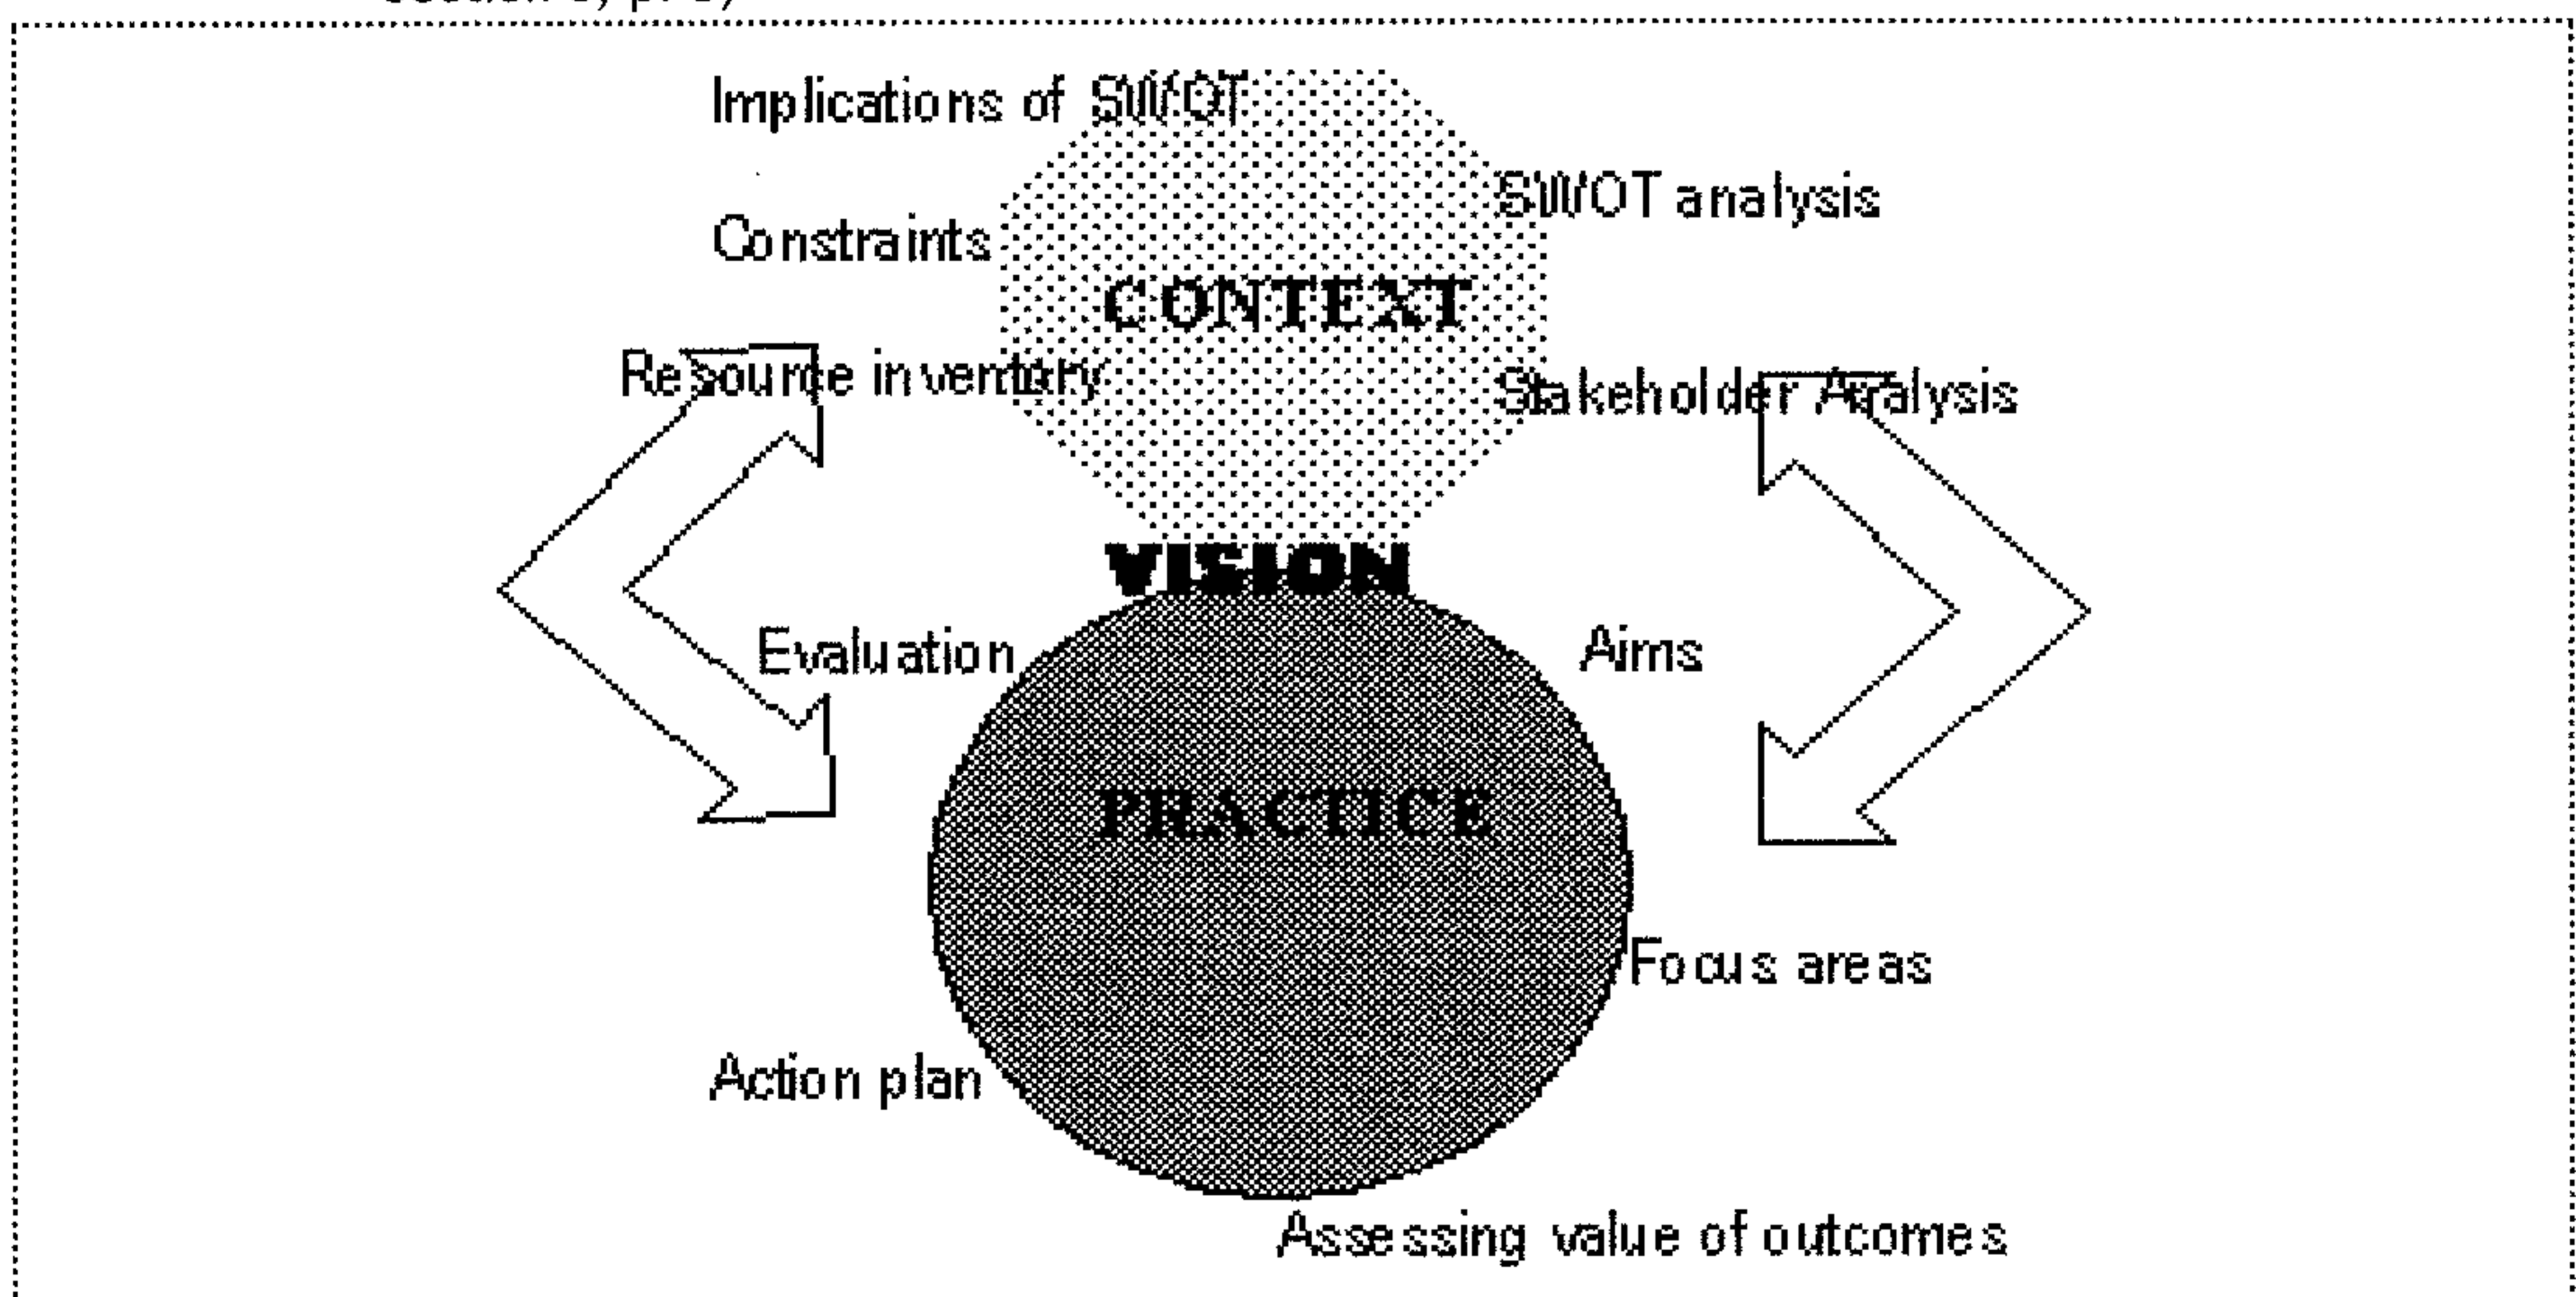 Implications of SWOT
SWOT analysis
Constraints
CONTEXT
Resource inventory
Stakeholder Analysis
VISION
Evaluation
Aims
PRACTICE
Focus areas
Action plan
Assessing value of outcomes